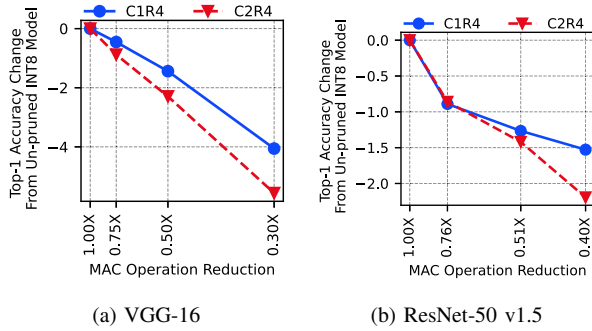 C1R4 C2R4
Top-1 Accuracy Change
From Un-pruned INT8 Model
0
−2
−4
1.00X
0.75X
0.50X
0.30X
MAC Operation Reduction
(a) VGG-16
C1R4 C2R4
Top-1 Accuracy Change
From Un-pruned INT8 Model
0.0
−0.5
−1.0
−1.5
−2.0
1.00X
0.76X
0.51X
0.40X
MAC Operation Reduction
(b) ResNet-50 v1.5